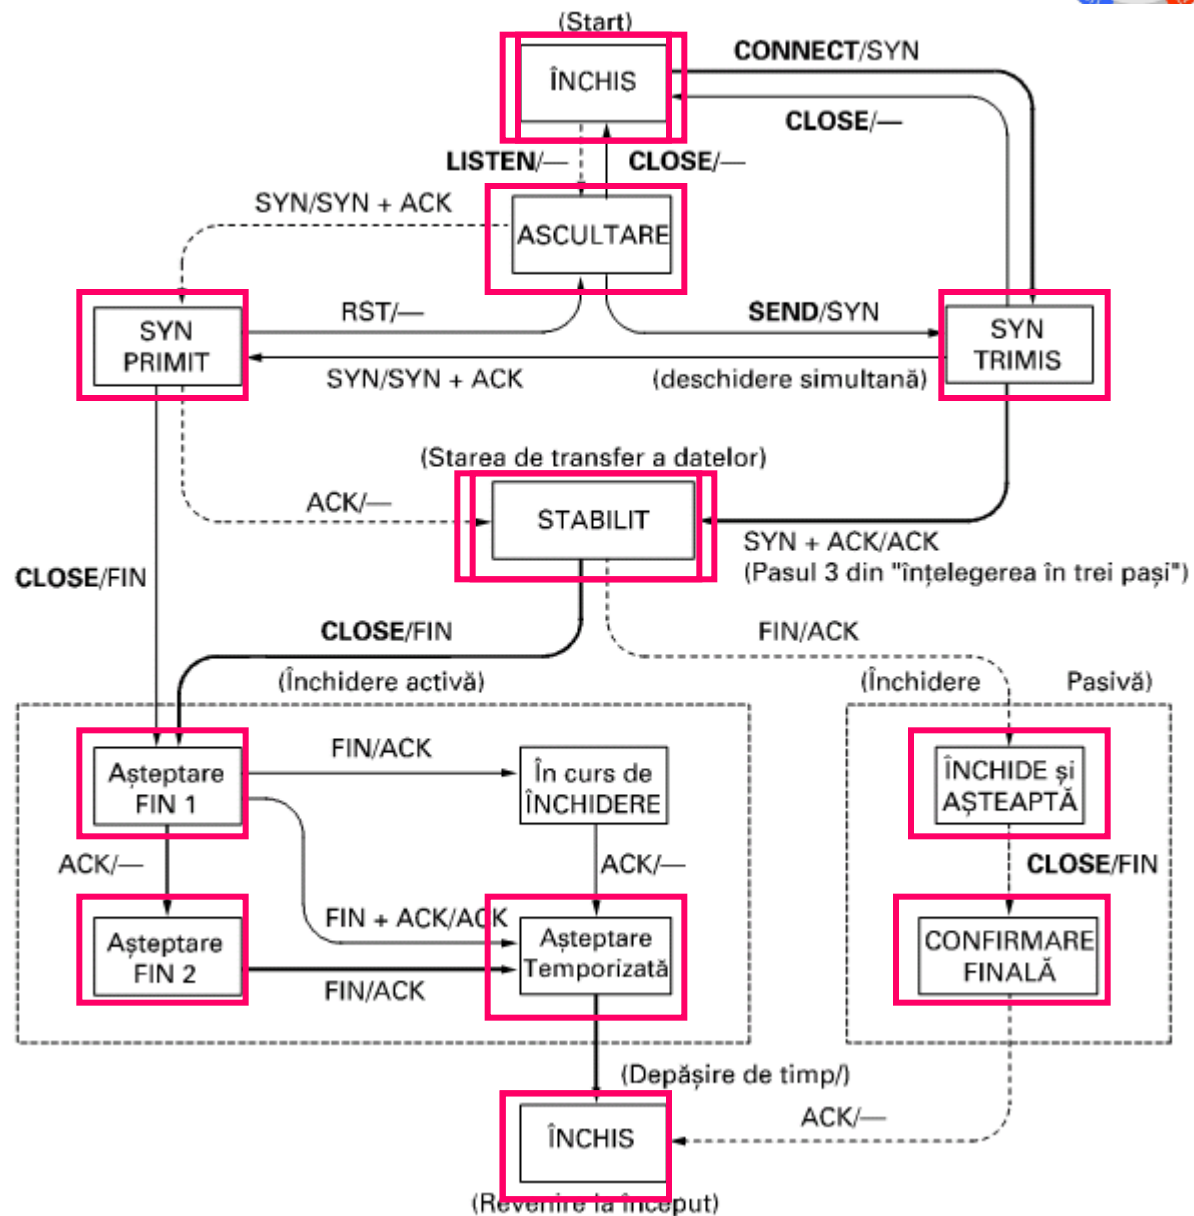 (Start)
ÎNCHIS
CONNECT/SYN
CLOSE/—
LISTEN/—
CLOSE/—
SYN/SYN + ACK
ASCULTARE
SYN
PRIMIT
RST/—
SEND/SYN
SYN
TRIMIS
SYN/SYN + ACK
(deschidere simultană)
(Starea de transfer a datelor)
ACK/—
STABILIT
SYN + ACK/ACK
(Pasul 3 din "înțelegerea în trei pași")
CLOSE/FIN
CLOSE/FIN
FIN/ACK
(Închidere activă)
(Închidere Pasivă)
Așteptare
FIN 1
FIN/ACK
În curs de
ÎNCHIDERE
ÎNCHIDE și
AȘTEAPTĂ
ACK/—
ACK/—
CLOSE/FIN
FIN + ACK/ACK
Așteptare
FIN 2
Așteptare
Temporizată
CONFIRMARE
FINALĂ
FIN/ACK
(Depășire de timp/)
ACK/—
ÎNCHIS
(Revenire la început)